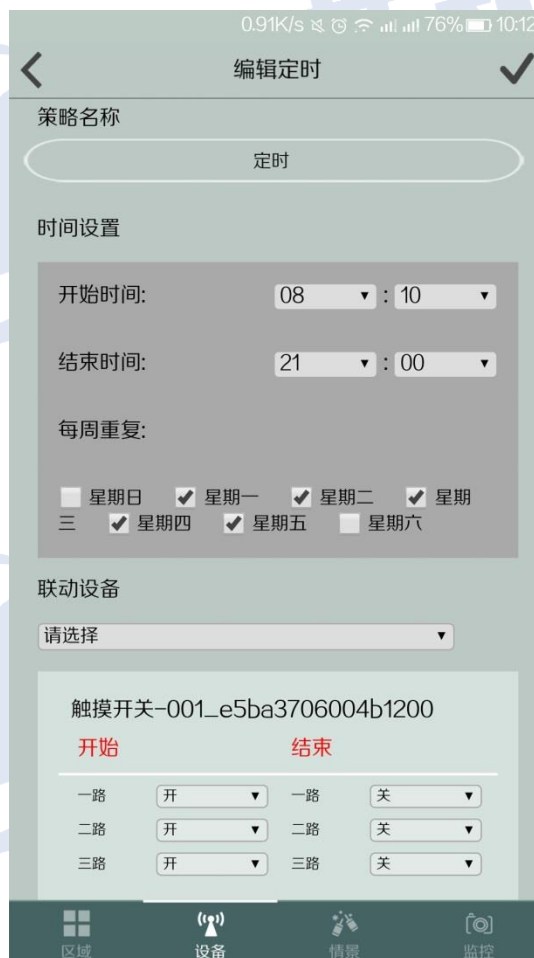 0.91K/s 76% 10:12
编辑定时
策略名称
定时
时间设置
开始时间: 08 : 10
结束时间: 21 : 00
每周重复:
星期日 星期一 星期二 星期
三 星期四 星期五 星期六
联动设备
请选择
触摸开关-001_e5ba3706004b1200
开始 结束
一路 开 一路 关
二路 开 二路 关
三路 开 三路 关
区域 设备 情景 监控